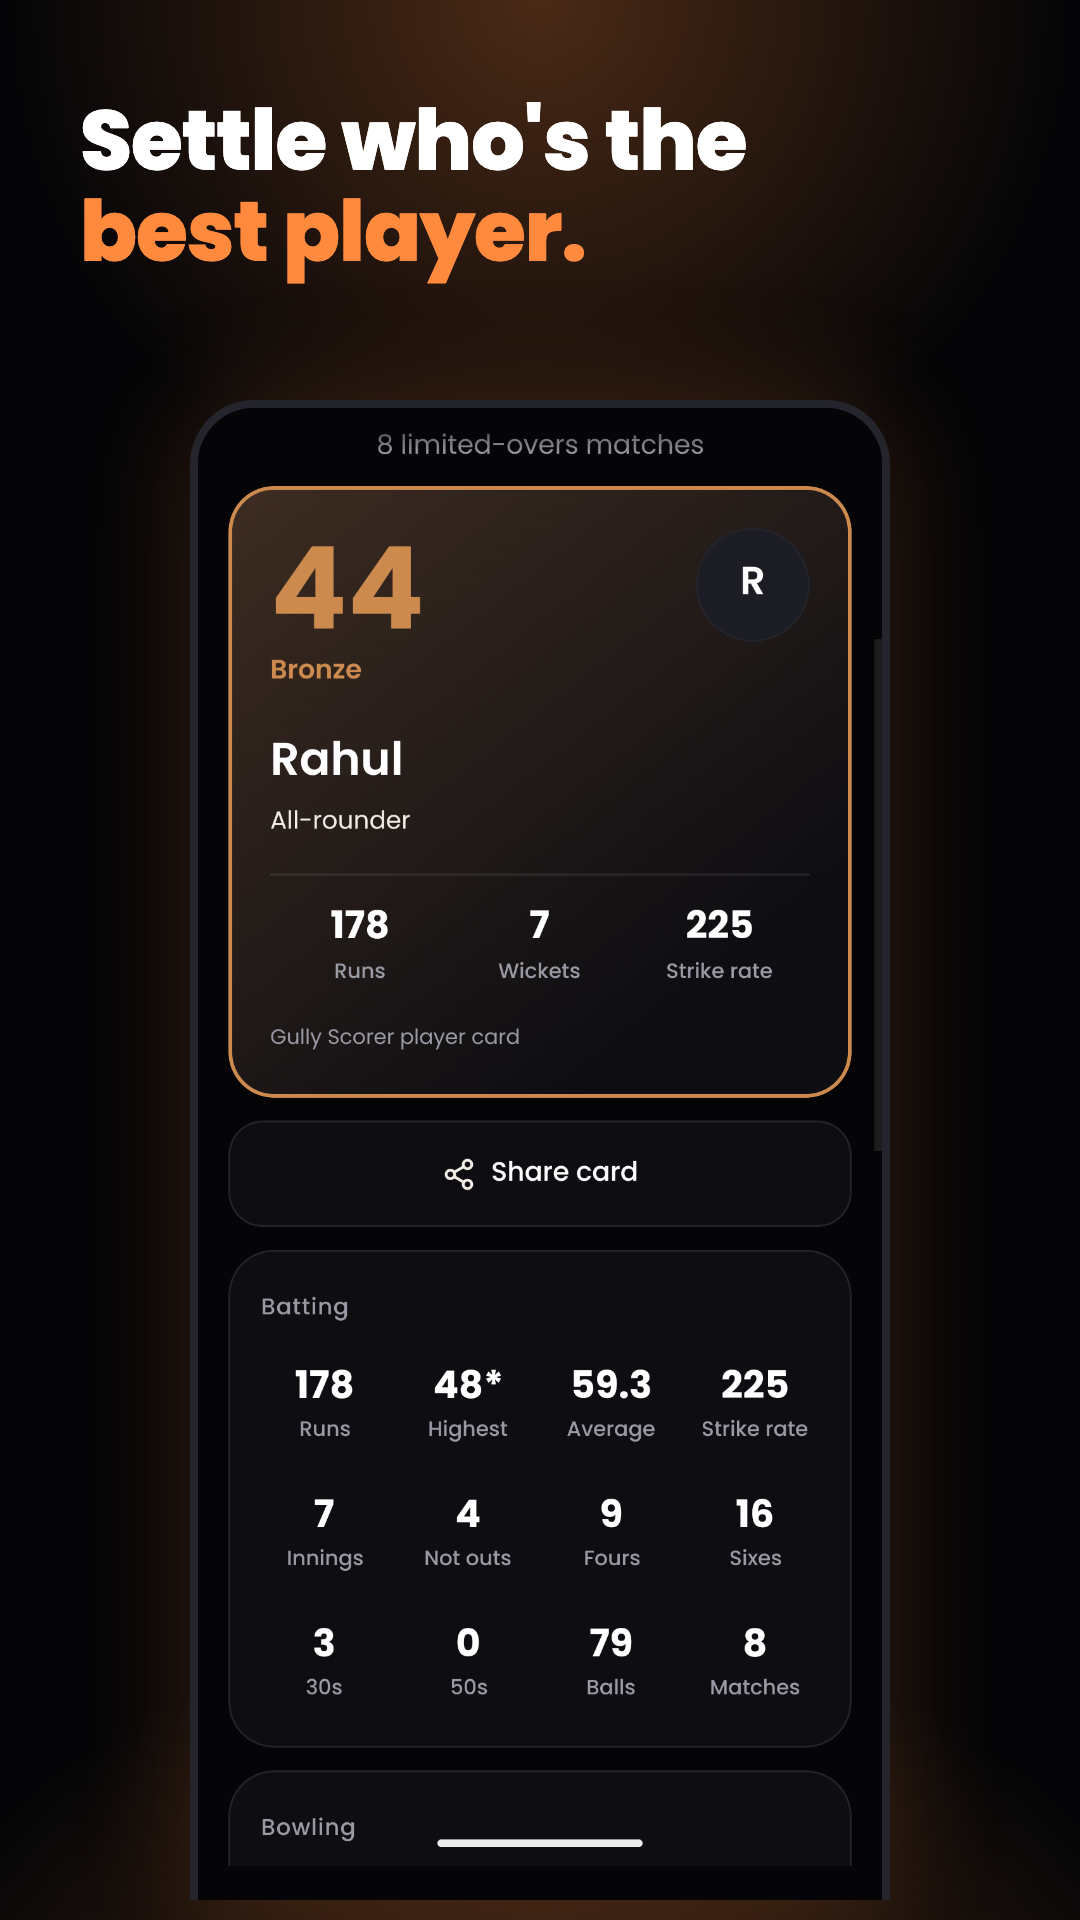 Settle who's the
best player.
8 limited-overs matches
44
R
Bronze
Rahul
All-rounder
178 7 225
Runs Wickets Strike rate
Gully Scorer player card
Share card
Batting
178 48* 59.3 225
Runs Highest Average Strike rate
7 4 9 16
Innings Not outs Fours Sixes
3 0 79 8
30s 50s Balls Matches
Bowling